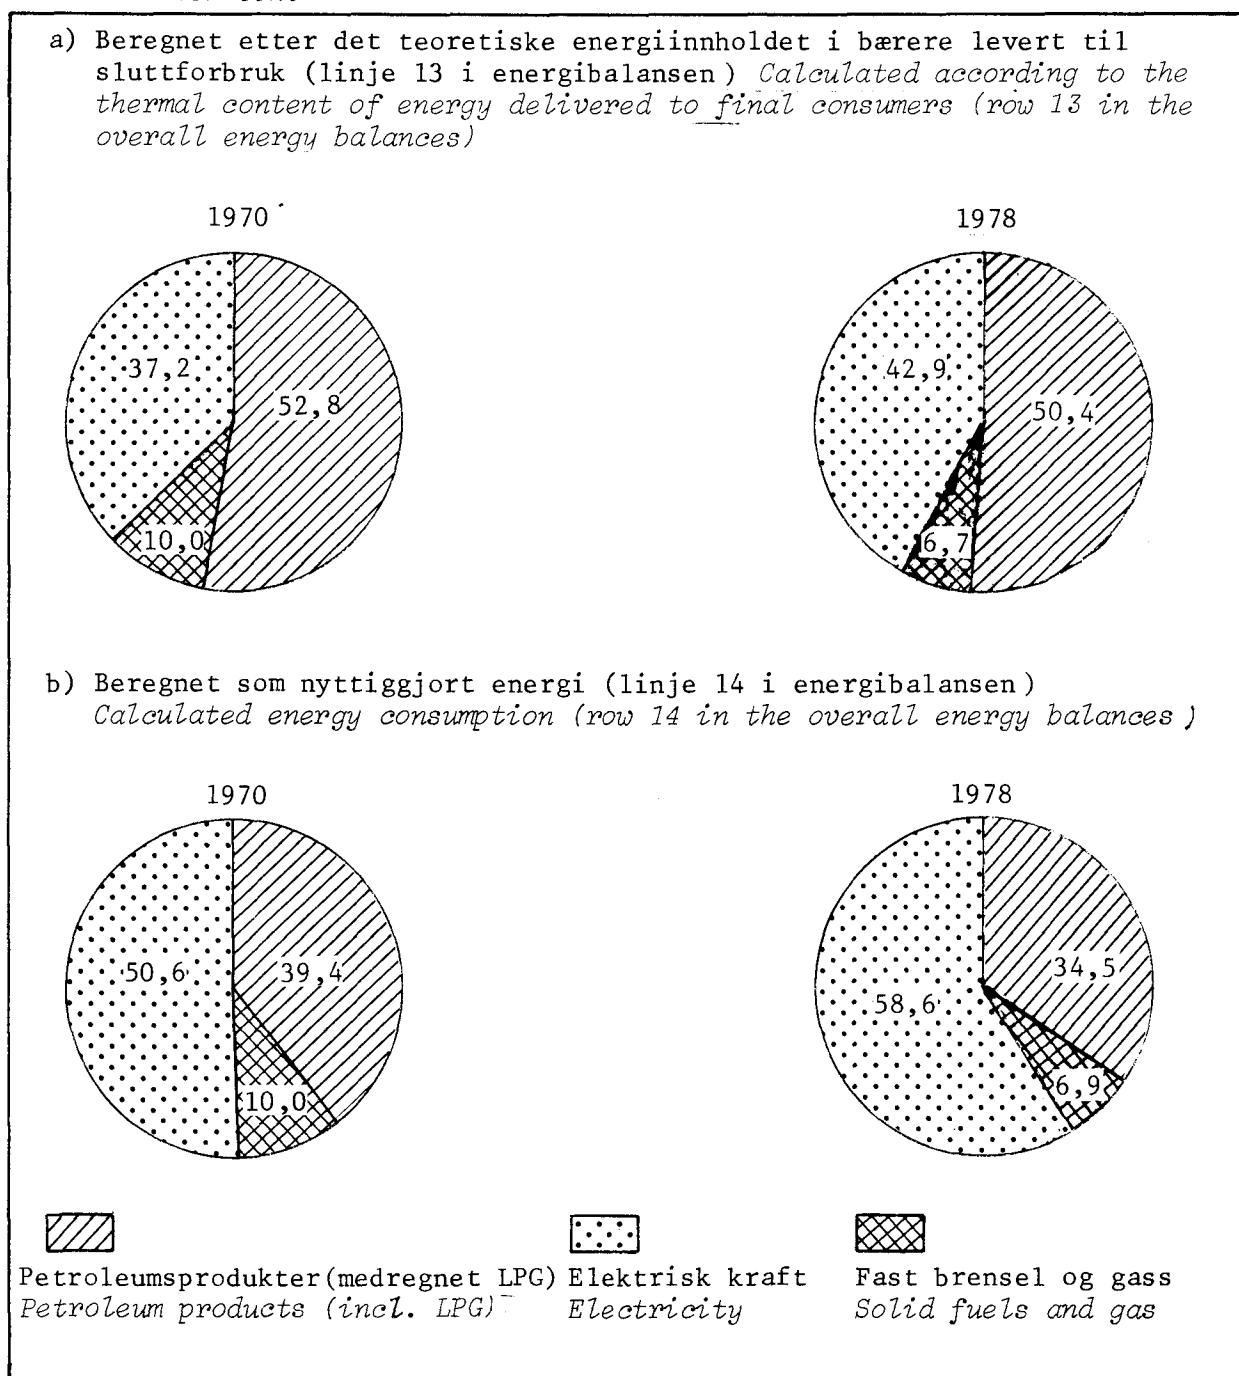 a) Beregnet etter det teoretiske energiinnholdet i bærere levert til
sluttforbruk (linje 13 i energibalansen) Calculated according to the
thermal content of energy delivered to final consumers (row 13 in the
overall energy balances)
1970
1978
37,2
52,8
10,0
42,9
50,4
6,7
b) Beregnet som nyttiggjort energi (linje 14 i energibalansen)
Calculated energy consumption (row 14 in the overall energy balances)
1970
1978
50,6
39,4
10,0
58,6
34,5
6,9
Petroleumsprodukter(medregnet LPG)
Petroleum products (incl. LPG)
Elektrisk kraft
Electricity
Fast brensel og gass
Solid fuels and gas